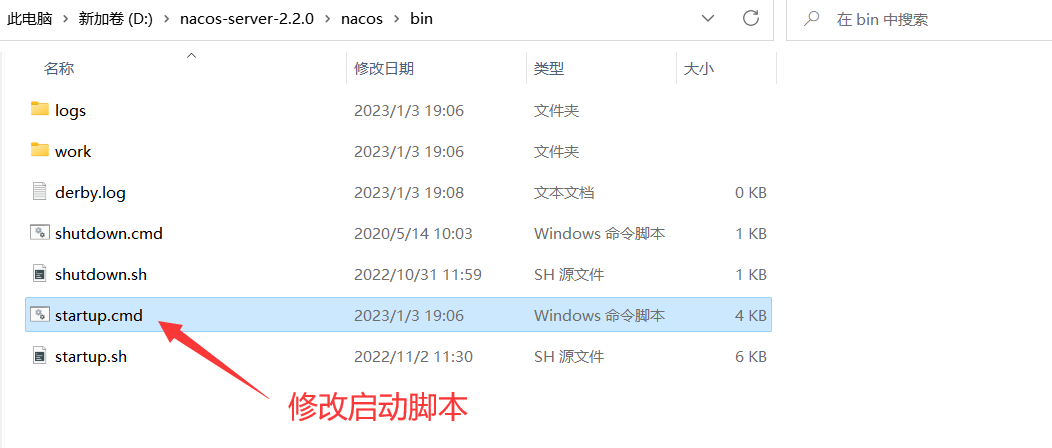 此电脑 > 新加卷 (D:) > nacos-server-2.2.0 > nacos > bin
在 bin 中搜索
名称 修改日期 类型 大小
logs 2023/1/3 19:06 文件夹
work 2023/1/3 19:06 文件夹
derby.log 2023/1/3 19:08 文本文档 0 KB
shutdown.cmd 2020/5/14 10:03 Windows 命令脚本 1 KB
shutdown.sh 2022/10/31 11:59 SH 源文件 1 KB
startup.cmd 2023/1/3 19:06 Windows 命令脚本 4 KB
startup.sh 2022/11/2 11:30 SH 源文件 6 KB
修改启动脚本